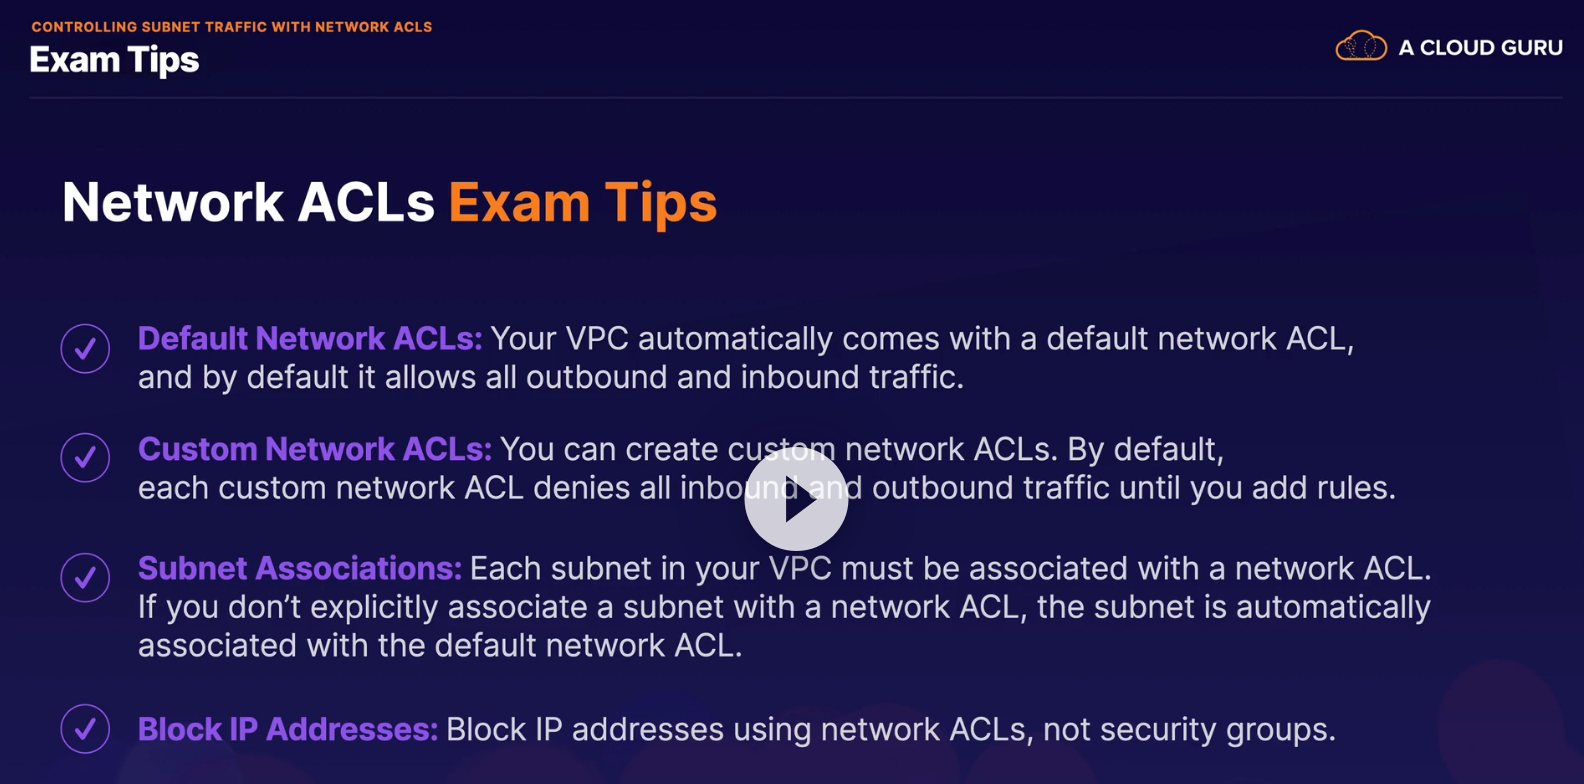 CONTROLLING SUBNET TRAFFIC WITH NETWORK ACLS
Exam Tips
A CLOUD GURU
Network ACLs Exam Tips
Default Network ACLs: Your VPC automatically comes with a default network ACL,
and by default it allows all outbound and inbound traffic.
Custom Network ACLs: You can create custom network ACLs. By default,
each custom network ACL denies all inbound and outbound traffic until you add rules.
Subnet Associations: Each subnet in your VPC must be associated with a network ACL.
If you don’t explicitly associate a subnet with a network ACL, the subnet is automatically
associated with the default network ACL.
Block IP Addresses: Block IP addresses using network ACLs, not security groups.